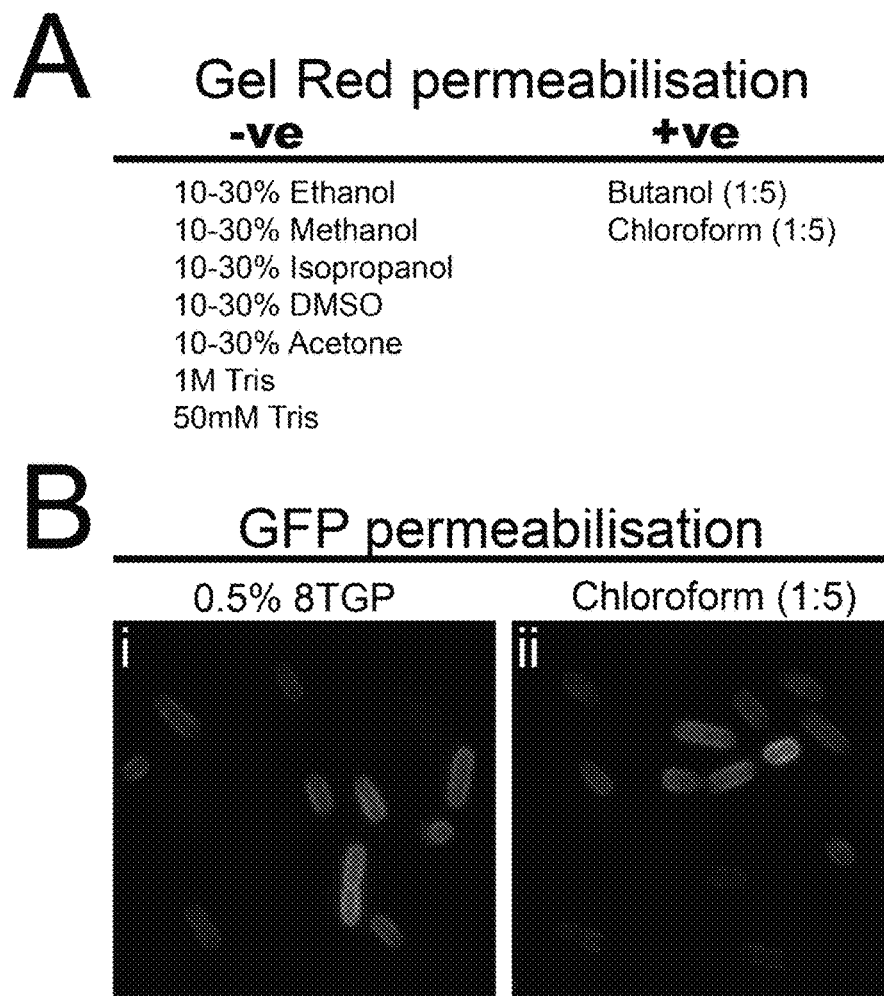 A
Gel Red permeabilisation
-ve +ve
10-30% Ethanol Butanol (1:5)
10-30% Methanol Chloroform (1:5)
10-30% Isopropanol
10-30% DMSO
10-30% Acetone
1M Tris
50mM Tris
B
GFP permeabilisation
0.5% 8TGP Chloroform (1:5)
i ii